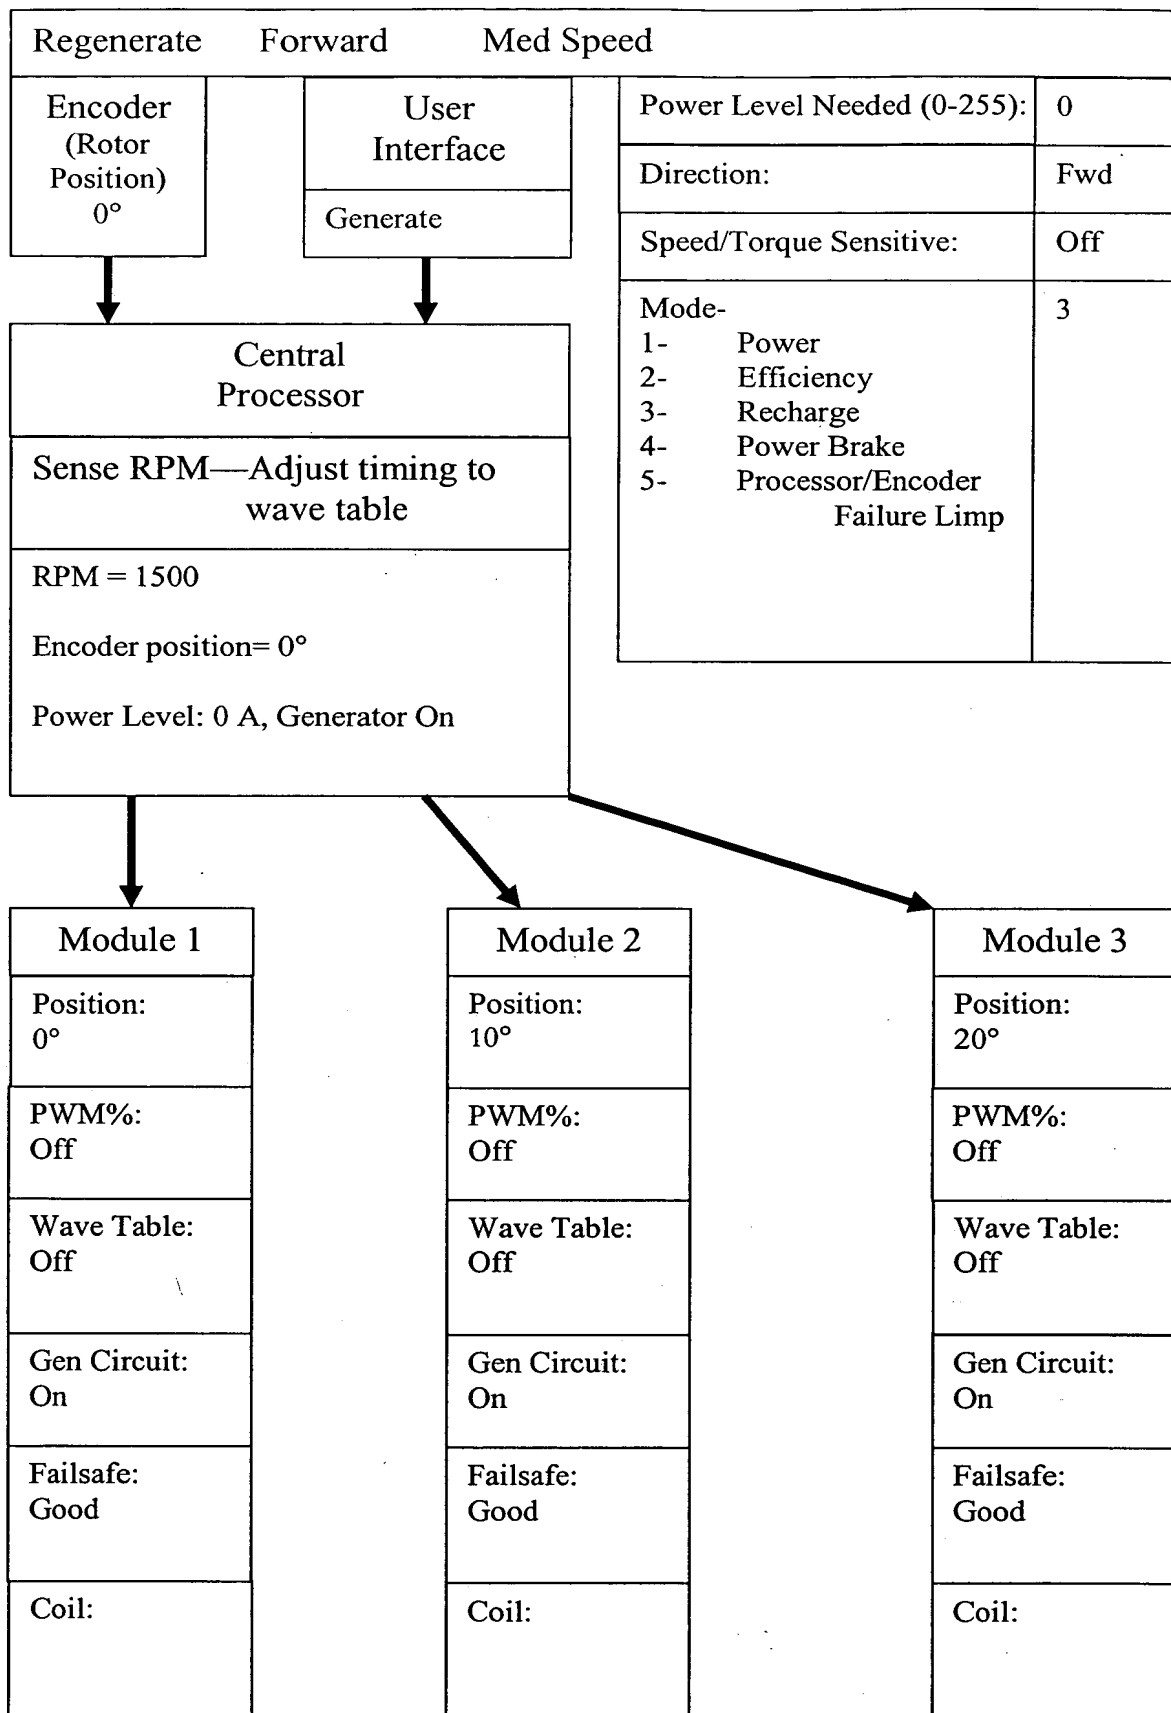 Regenerate Forward Med Speed
Encoder
(Rotor
Position)
0°
User
Interface
Generate
Power Level Needed (0-255): 0
Direction: Fwd
Speed/Torque Sensitive: Off
Mode- 3
1- Power
2- Efficiency
3- Recharge
4- Power Brake
5- Processor/Encoder
Failure Limp
Central
Processor
Sense RPM—Adjust timing to
wave table
RPM = 1500
Encoder position= 0°
Power Level: 0 A, Generator On
Module 1
Position:
0°
PWM%:
Off
Wave Table:
Off
Gen Circuit:
On
Failsafe:
Good
Coil:
Module 2
Position:
10°
PWM%:
Off
Wave Table:
Off
Gen Circuit:
On
Failsafe:
Good
Coil:
Module 3
Position:
20°
PWM%:
Off
Wave Table:
Off
Gen Circuit:
On
Failsafe:
Good
Coil: